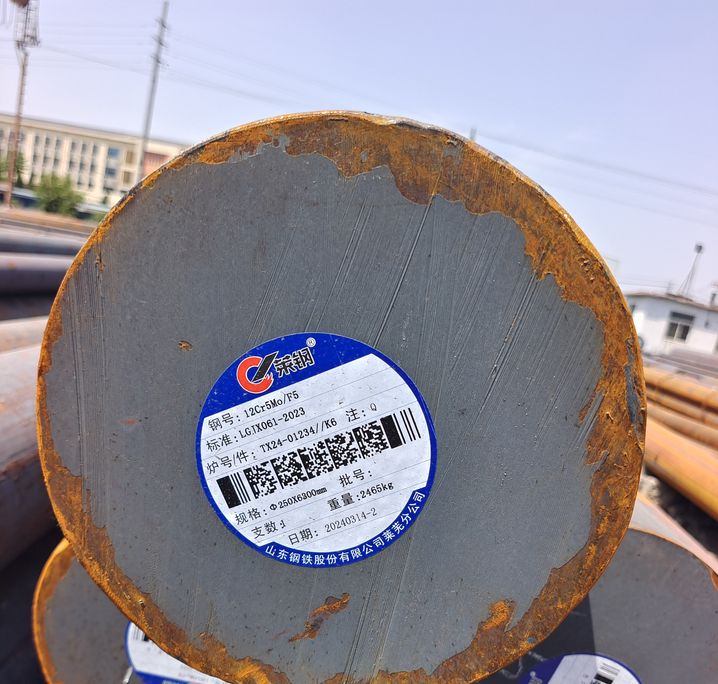 莱钢®
钢号: 12Cr5Mo/F5
标准: LGJX061-2023
炉号/件: TX24-01234//K6 注: Q
批号:
规格: Φ250X6300mm 重量: 2465kg
支数: 1 日期: 20240314-2
山东钢铁股份有限公司莱芜分公司